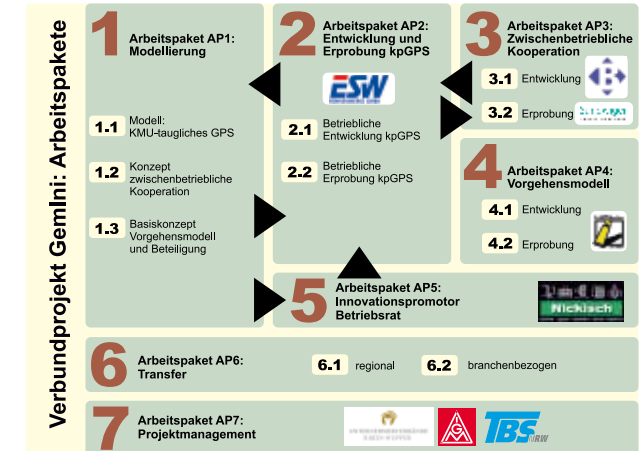 Verbundprojekt GemIni: Arbeitspakete
1
Arbeitspaket AP1:
Modellierung
1.1
Modell:
KMU-taugliches GPS
1.2
Konzept
zwischenbetriebliche
Kooperation
1.3
Basiskonzept
Vorgehensmodell
und Beteiligung
2
Arbeitspaket AP2:
Entwicklung und
Erprobung kpGPS
ESW
2.1
Betriebliche
Entwicklung kpGPS
2.2
Betriebliche
Erprobung kpGPS
3
Arbeitspaket AP3:
Zwischenbetriebliche
Kooperation
3.1 Entwicklung
B
3.2 Erprobung
4
Arbeitspaket AP4:
Vorgehensmodell
4.1 Entwicklung
4.2 Erprobung
5
Arbeitspaket AP5:
Innovationspromotor
Betriebsrat
Nickisch
6
Arbeitspaket AP6:
Transfer
6.1 regional
6.2 branchenbezogen
7
Arbeitspaket AP7:
Projektmanagement
IGM
TBS NRW